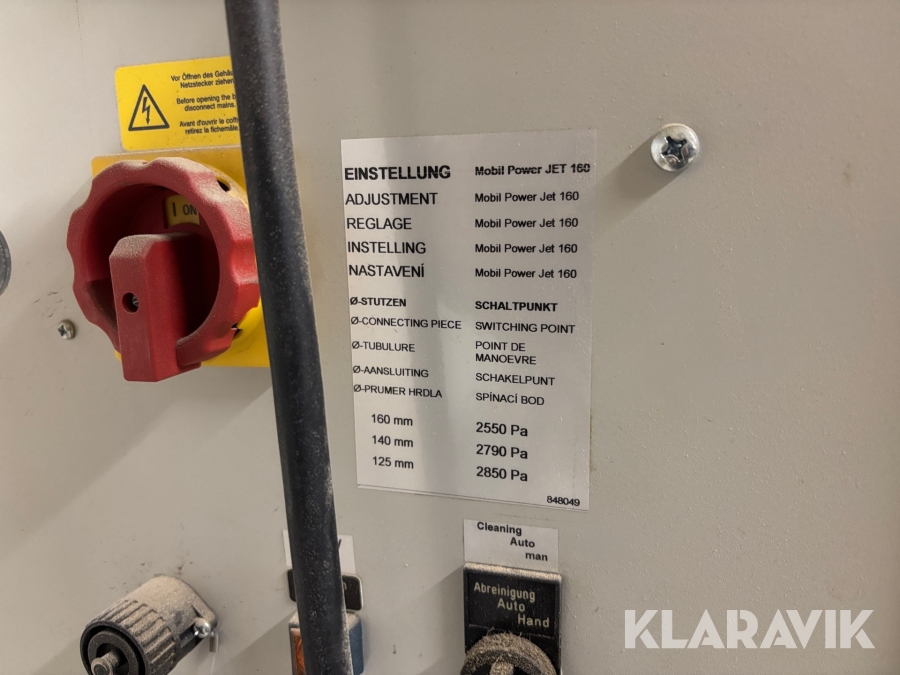 Vor Öffnen des
Netzstecker
Before opening the
disconnect mains.
Avant d'ouvrir le
retirez la
I ON
EINSTELLUNG Mobil Power JET 160
ADJUSTMENT Mobil Power Jet 160
REGLAGE Mobil Power Jet 160
INSTELLING Mobil Power Jet 160
NASTAVENÍ Mobil Power Jet 160
Ø-STUTZEN SCHALTPUNKT
Ø-CONNECTING PIECE SWITCHING POINT
Ø-TUBULURE POINT DE
MANOEVRE
Ø-AANSLUITING SCHAKELPUNT
Ø-PRUMER HRDLA SPÍNACÍ BOD
160 mm 2550 Pa
140 mm 2790 Pa
125 mm 2850 Pa
848049
Cleaning
Auto
man
Abreinigung
Auto
Hand
KLARAVIK